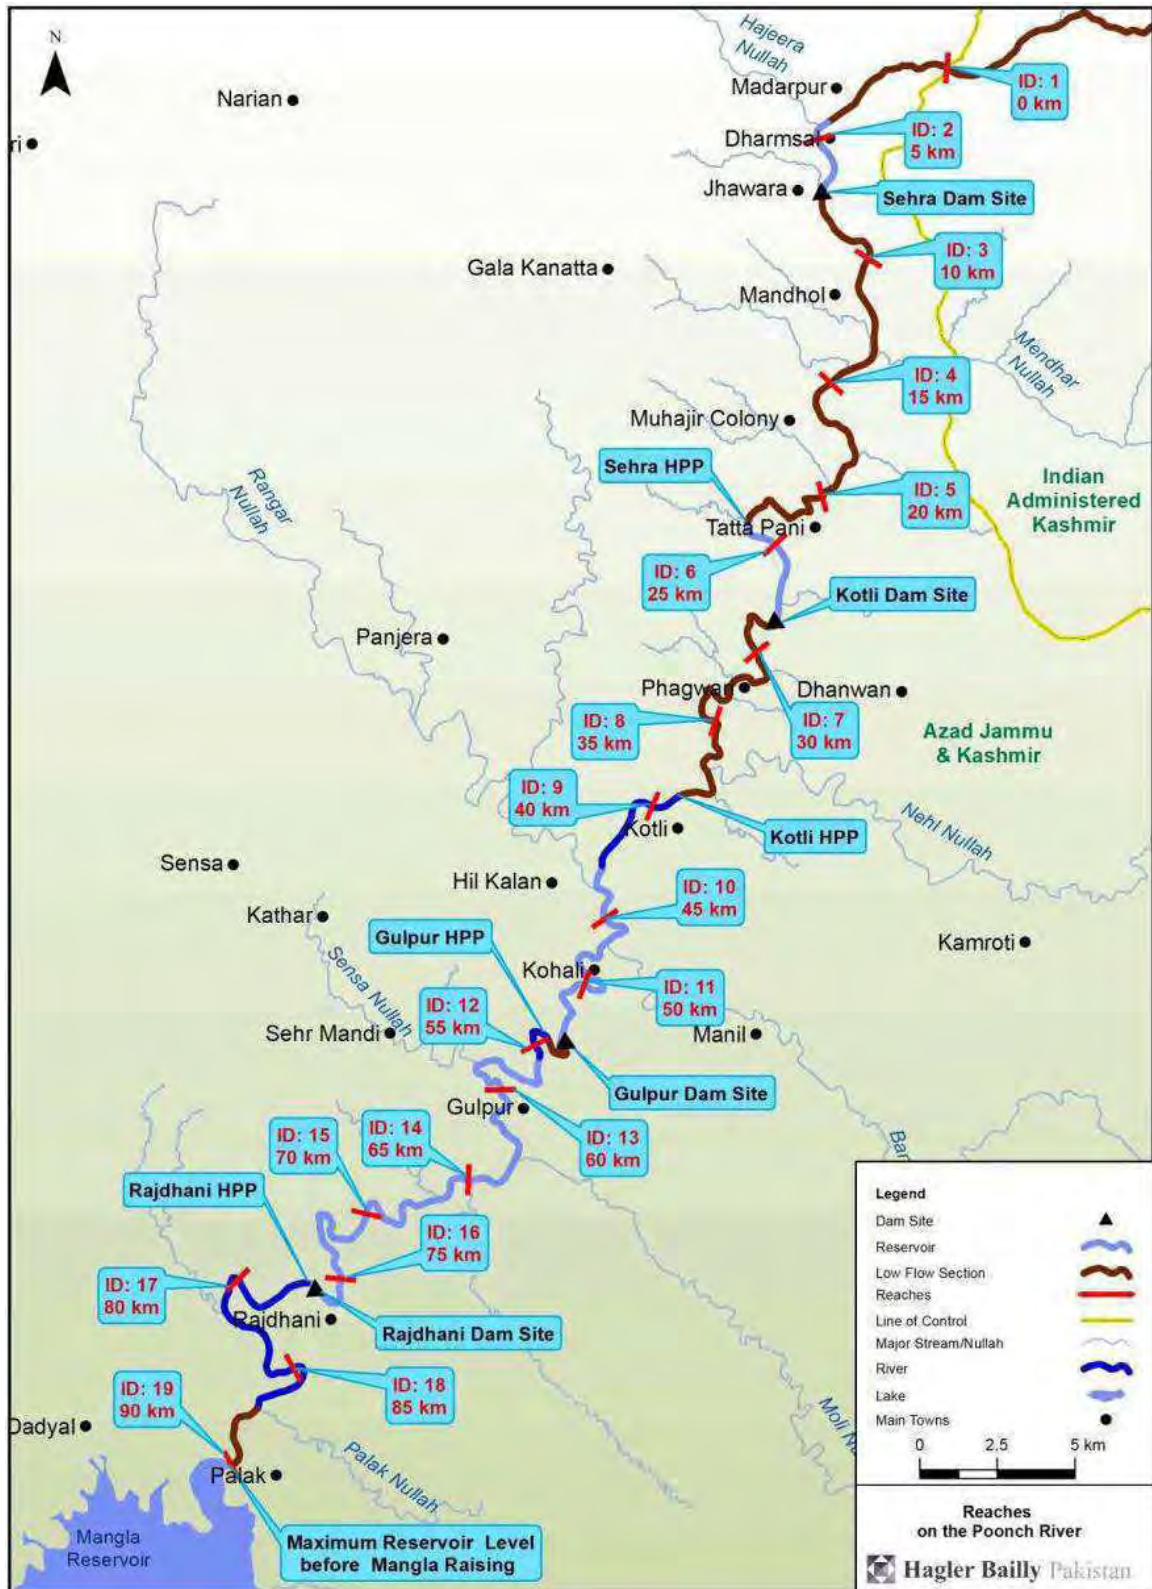 N
Hajeera
Nullah
Madarpur
ID: 1
0 km
Narian
ri
Dharmsal
ID: 2
5 km
Jhawara
Sehra Dam Site
ID: 3
10 km
Gala Kanatta
Mandhol
Mendhar
Nullah
ID: 4
15 km
Muhajir Colony
Sehra HPP
Indian
Administered
Kashmir
Rangar
Nullah
ID: 5
20 km
Tatta Pani
ID: 6
25 km
Kotli Dam Site
Panjera
Phagwari
Dhanwan
ID: 8
35 km
ID: 7
30 km
Azad Jammu
& Kashmir
ID: 9
40 km
Kotli
Kotli HPP
Nehl Nullah
Sensa
Hil Kalan
ID: 10
45 km
Kathar
Gulpur HPP
Kamroti
Sensa Nullah
Kohali
ID: 11
50 km
ID: 12
55 km
Sehr Mandi
Manil
Gulpur Dam Site
Gulpur
ID: 15
70 km
ID: 14
65 km
ID: 13
60 km
Ban
Rajdhani HPP
ID: 16
75 km
ID: 17
80 km
Rajdhani
Rajdhani Dam Site
ID: 19
90 km
ID: 18
85 km
Dadyal
Moli Nu
Palak Nullah
Palak
Mangla
Reservoir
Maximum Reservoir Level
before Mangla Raising
Legend
Dam Site
Reservoir
Low Flow Section
Reaches
Line of Control
Major Stream/Nullah
River
Lake
Main Towns
0 2.5 5 km
Reaches
on the Poonch River
Hagler Bailly Pakistan